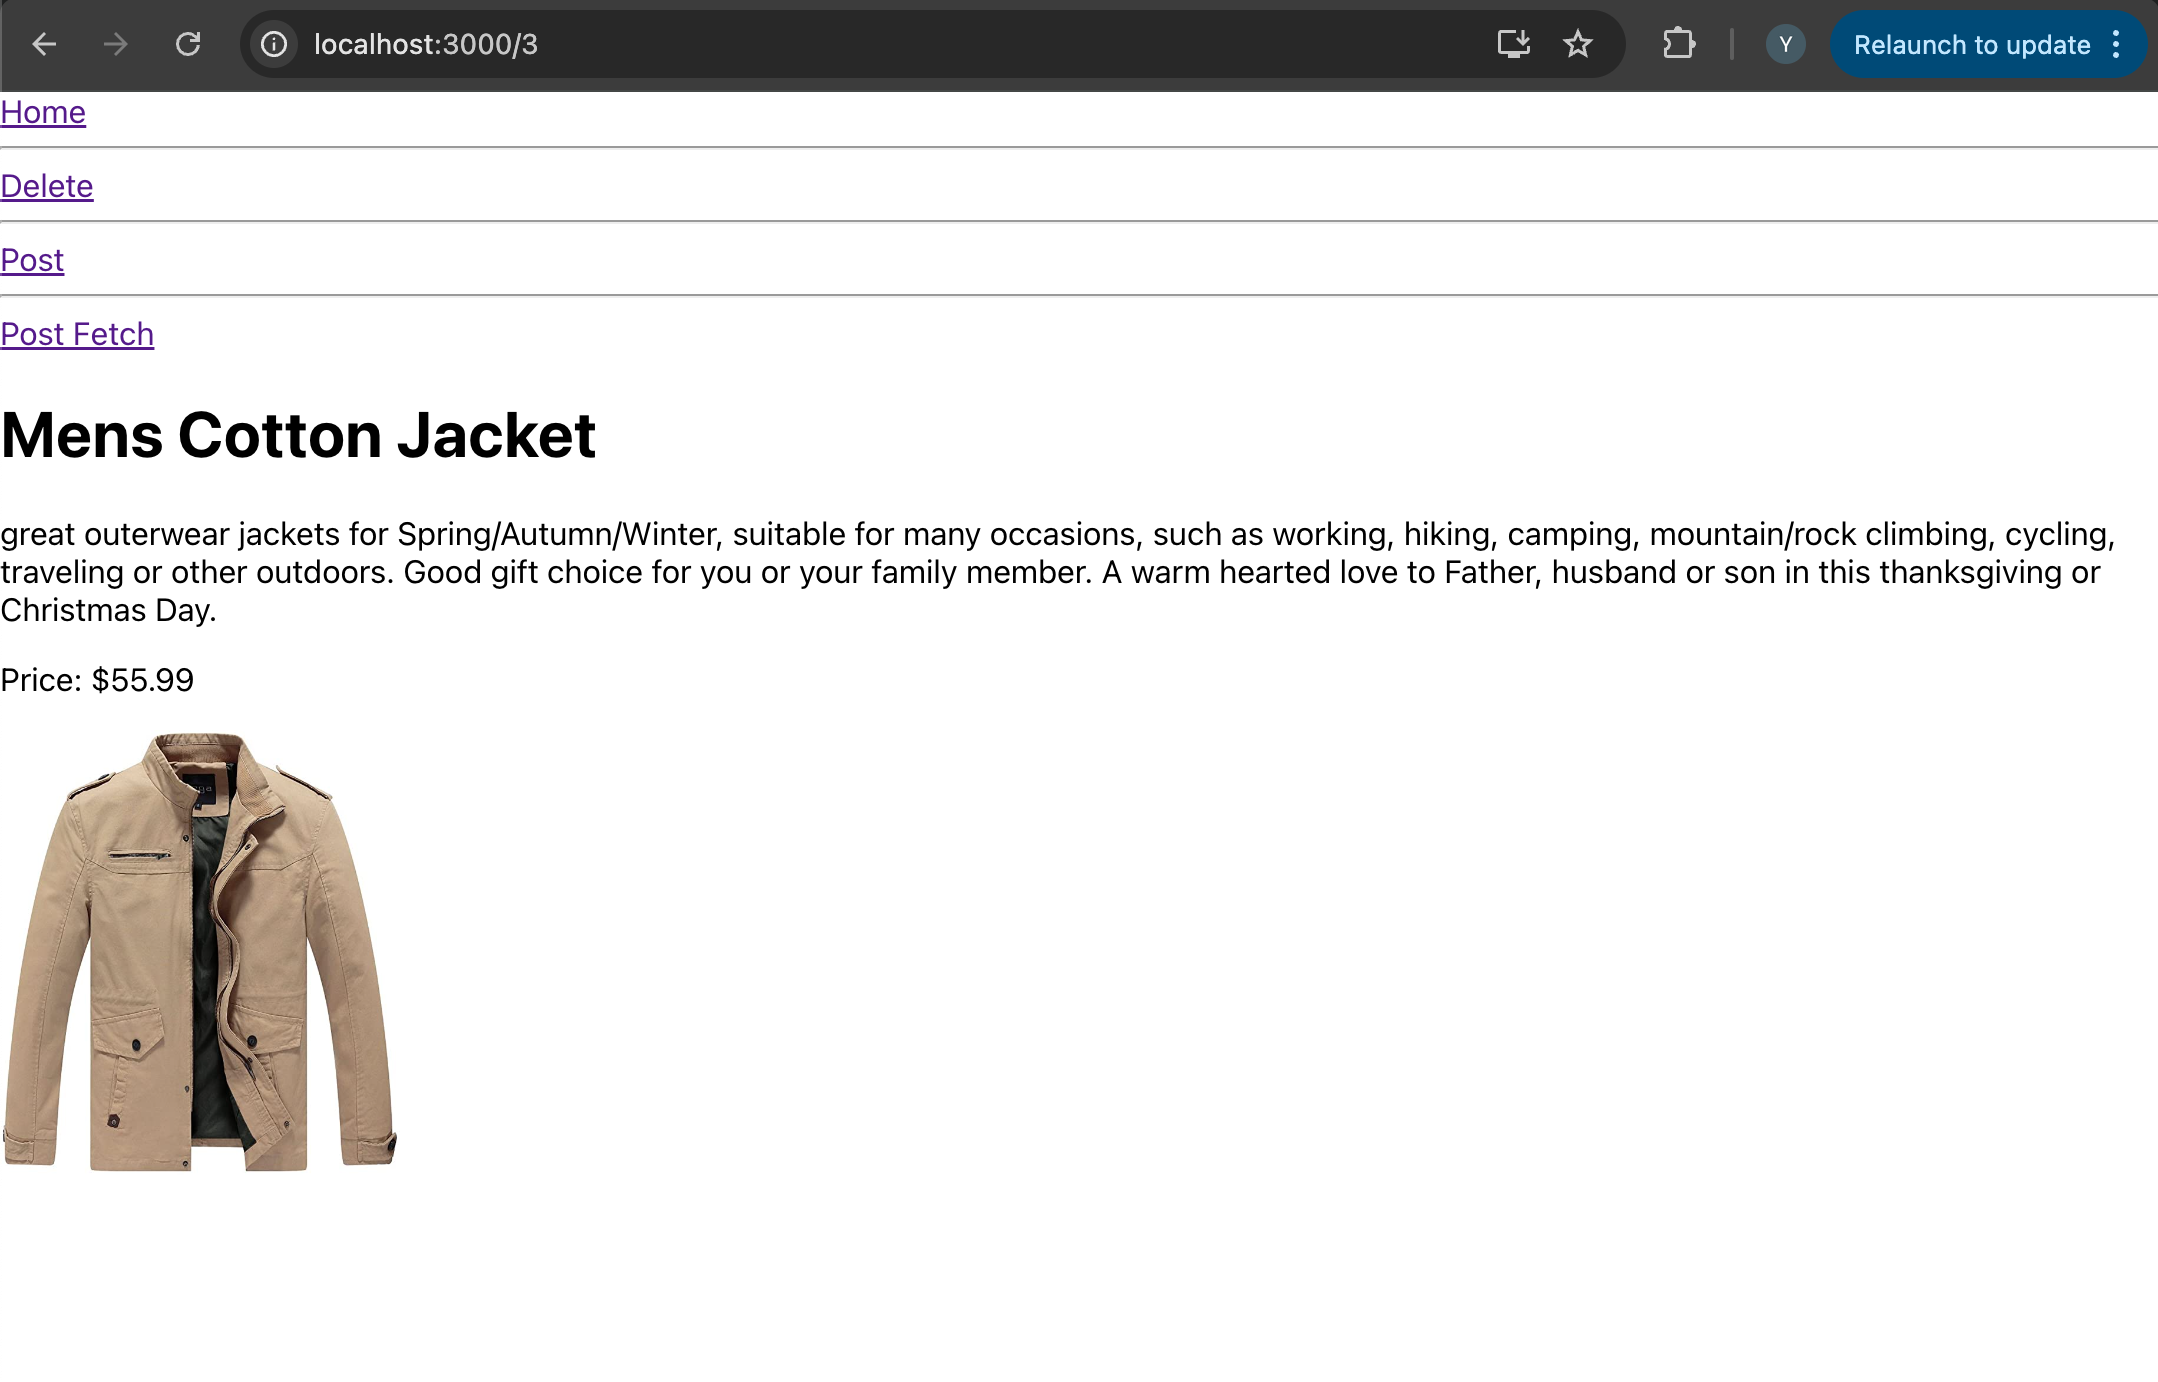 localhost:3000/3
Y
Relaunch to update
Home
Delete
Post
Post Fetch
Mens Cotton Jacket
great outerwear jackets for Spring/Autumn/Winter, suitable for many occasions, such as working, hiking, camping, mountain/rock climbing, cycling,
traveling or other outdoors. Good gift choice for you or your family member. A warm hearted love to Father, husband or son in this thanksgiving or
Christmas Day.
Price: $55.99